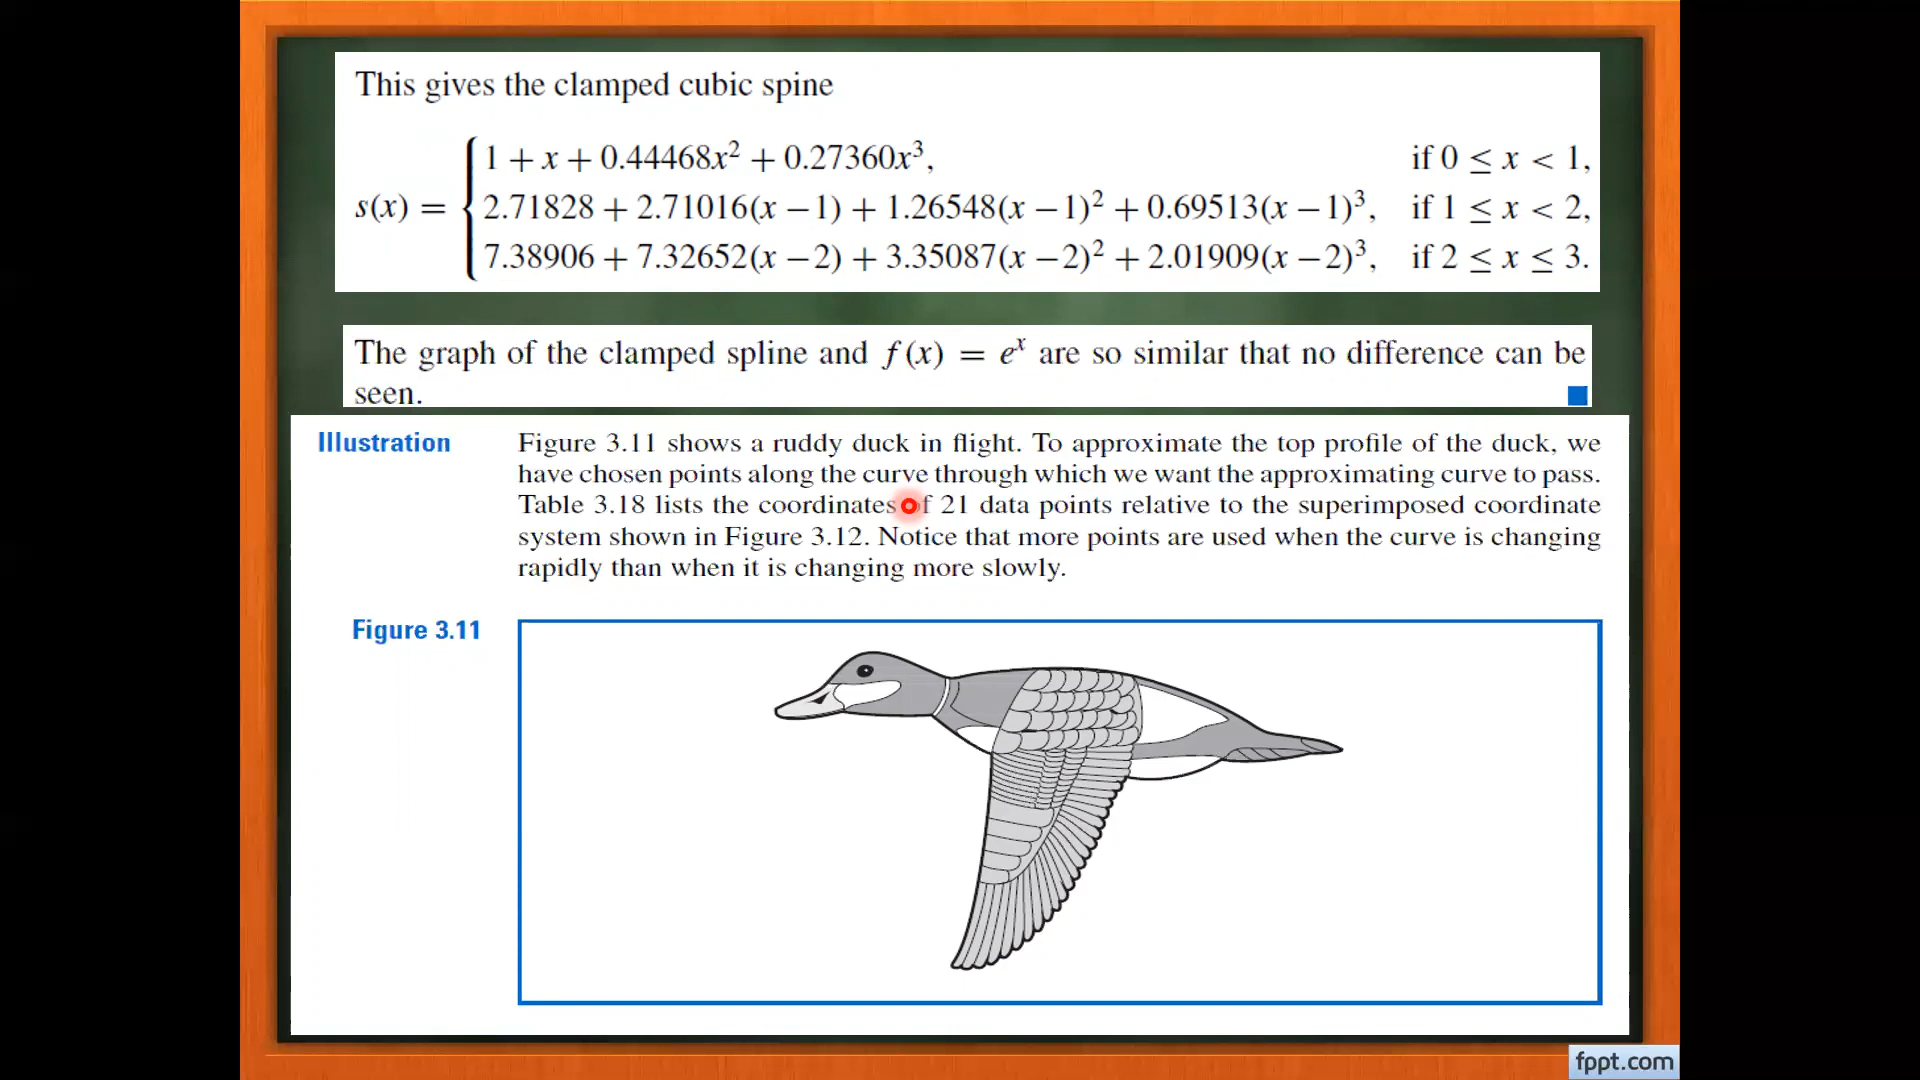 This gives the clamped cubic spine
s(x) = { 1 + x + 0.44468x² + 0.27360x³, if 0 ≤ x < 1,
2.71828 + 2.71016(x − 1) + 1.26548(x − 1)² + 0.69513(x − 1)³, if 1 ≤ x < 2,
7.38906 + 7.32652(x − 2) + 3.35087(x − 2)² + 2.01909(x − 2)³, if 2 ≤ x ≤ 3.
The graph of the clamped spline and f(x) = eˣ are so similar that no difference can be
seen.
Illustration
Figure 3.11 shows a ruddy duck in flight. To approximate the top profile of the duck, we
have chosen points along the curve through which we want the approximating curve to pass.
Table 3.18 lists the coordinates of 21 data points relative to the superimposed coordinate
system shown in Figure 3.12. Notice that more points are used when the curve is changing
rapidly than when it is changing more slowly.
Figure 3.11
fppt.com